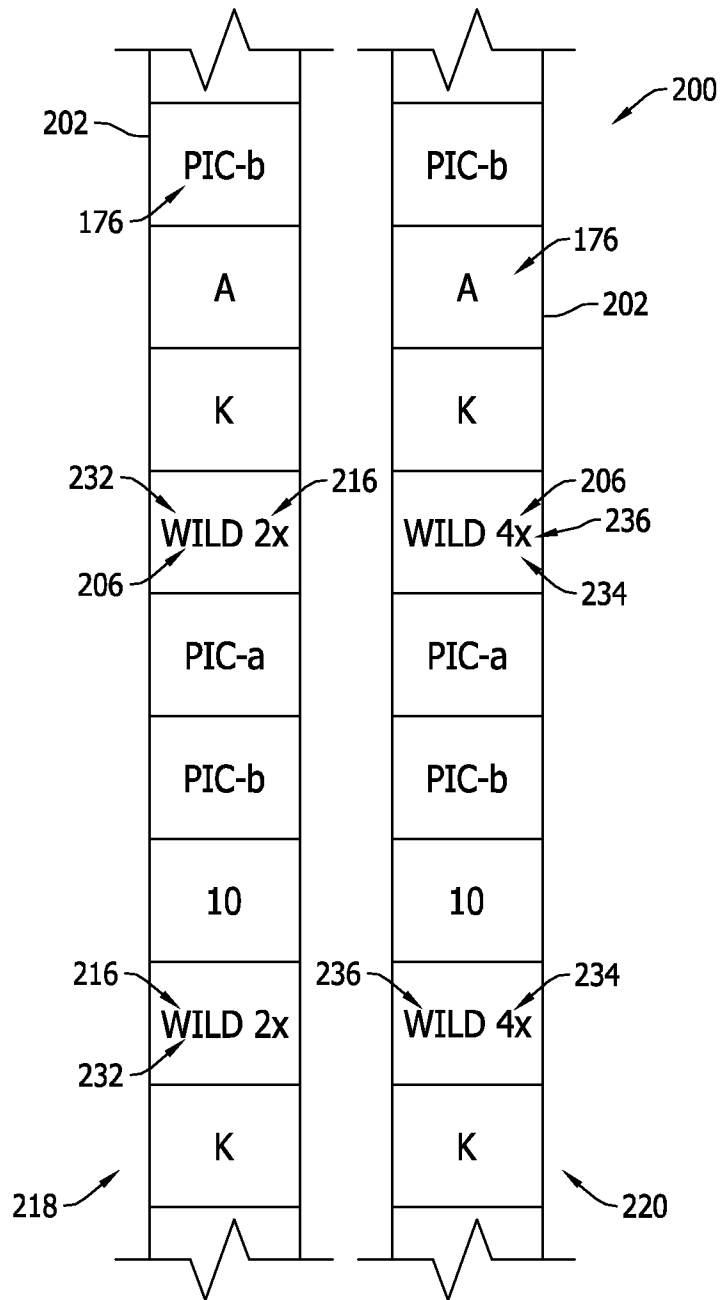 200
202
PIC-b PIC-b
176
176
A A
202
K K
232 216 206
WILD 2x WILD 4x 236
206 234
PIC-a PIC-a
PIC-b PIC-b
10 10
216 236 234
WILD 2x WILD 4x
232
K K
218 220